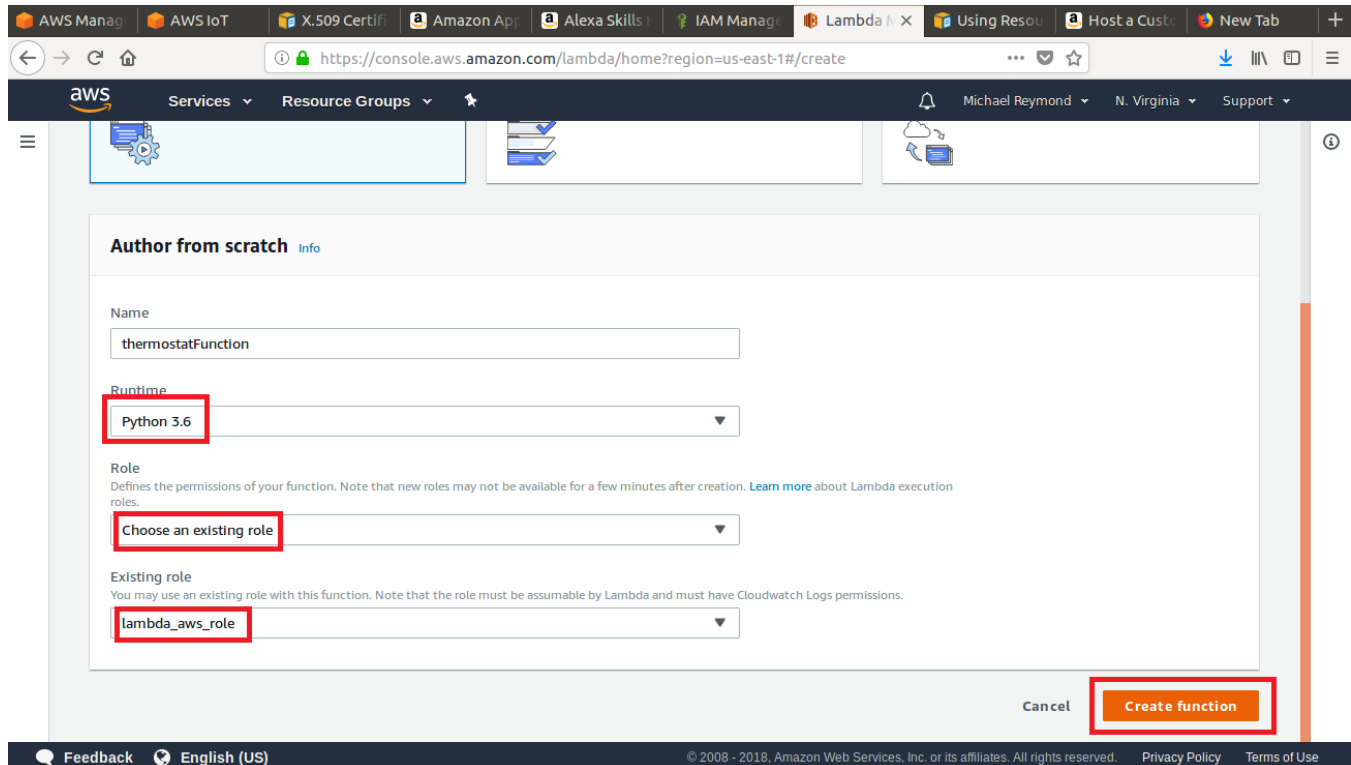 AWS Manag
AWS IoT
X.509 Certifi
Amazon App
Alexa Skills
IAM Manage
Lambda M
Using Resou
Host a Custo
New Tab
https://console.aws.amazon.com/lambda/home?region=us-east-1#/create
aws
Services
Resource Groups
Michael Reymond
N. Virginia
Support
Author from scratch Info
Name
thermostatFunction
Runtime
Python 3.6
Role
Defines the permissions of your function. Note that new roles may not be available for a few minutes after creation. Learn more about Lambda execution
roles.
Choose an existing role
Existing role
You may use an existing role with this function. Note that the role must be assumable by Lambda and must have Cloudwatch Logs permissions.
lambda_aws_role
Cancel
Create function
Feedback
English (US)
© 2008 - 2018, Amazon Web Services, Inc. or its affiliates. All rights reserved.
Privacy Policy
Terms of Use